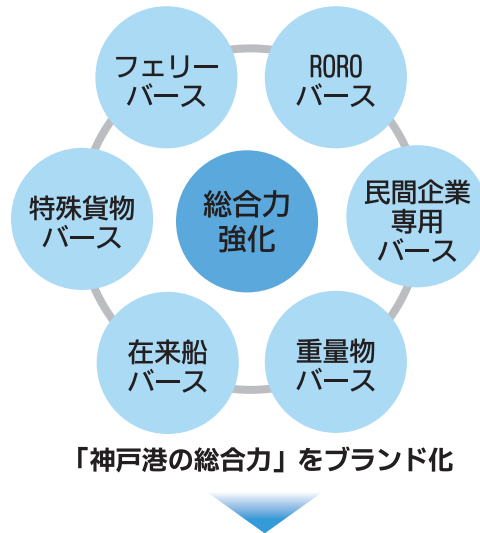 フェリー
バース
RORO
バース
特殊貨物
バース
総合力
強化
民間企業
専用
バース
在来船
バース
重量物
バース
「神戸港の総合力」をブランド化